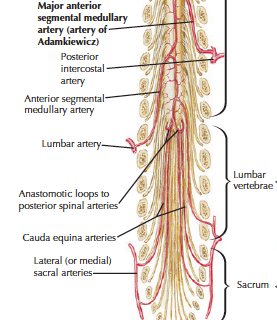 Major anterior
segmental medullary
artery (artery of
Adamkiewicz)
Posterior
intercostal
artery
Anterior segmental
medullary artery
Lumbar artery
Anastomotic loops to
posterior spinal arteries
Lumbar
vertebrae
Cauda equina arteries
Lateral (or medial)
sacral arteries
Sacrum